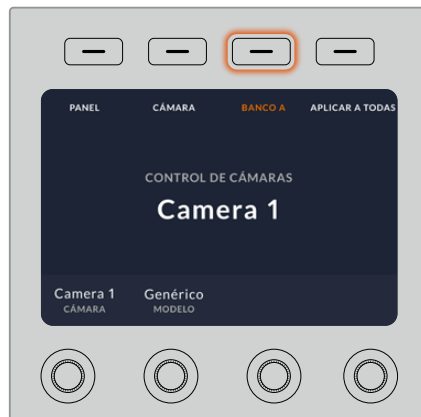 PANEL CÁMARA BANCO A APLICAR A TODAS
CONTROL DE CÁMARAS
Camera 1
Camera 1 Genérico
CÁMARA MODELO